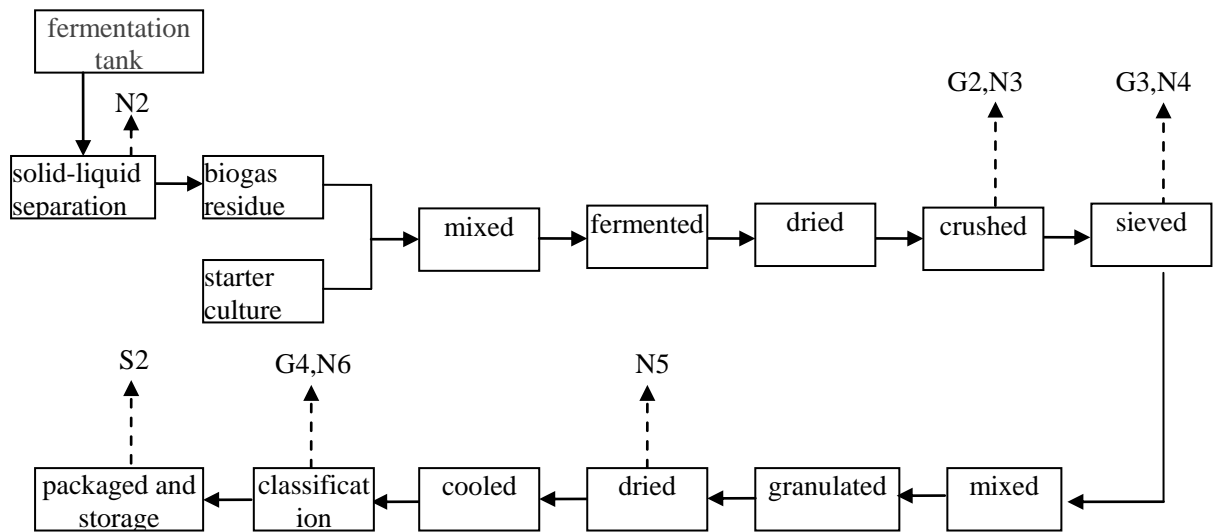 fermentation
tank
N2
G2,N3
G3,N4
solid-liquid
separation
biogas
residue
starter
culture
mixed
fermented
dried
crushed
sieved
S2
G4,N6
N5
packaged and
storage
classificat
ion
cooled
dried
granulated
mixed